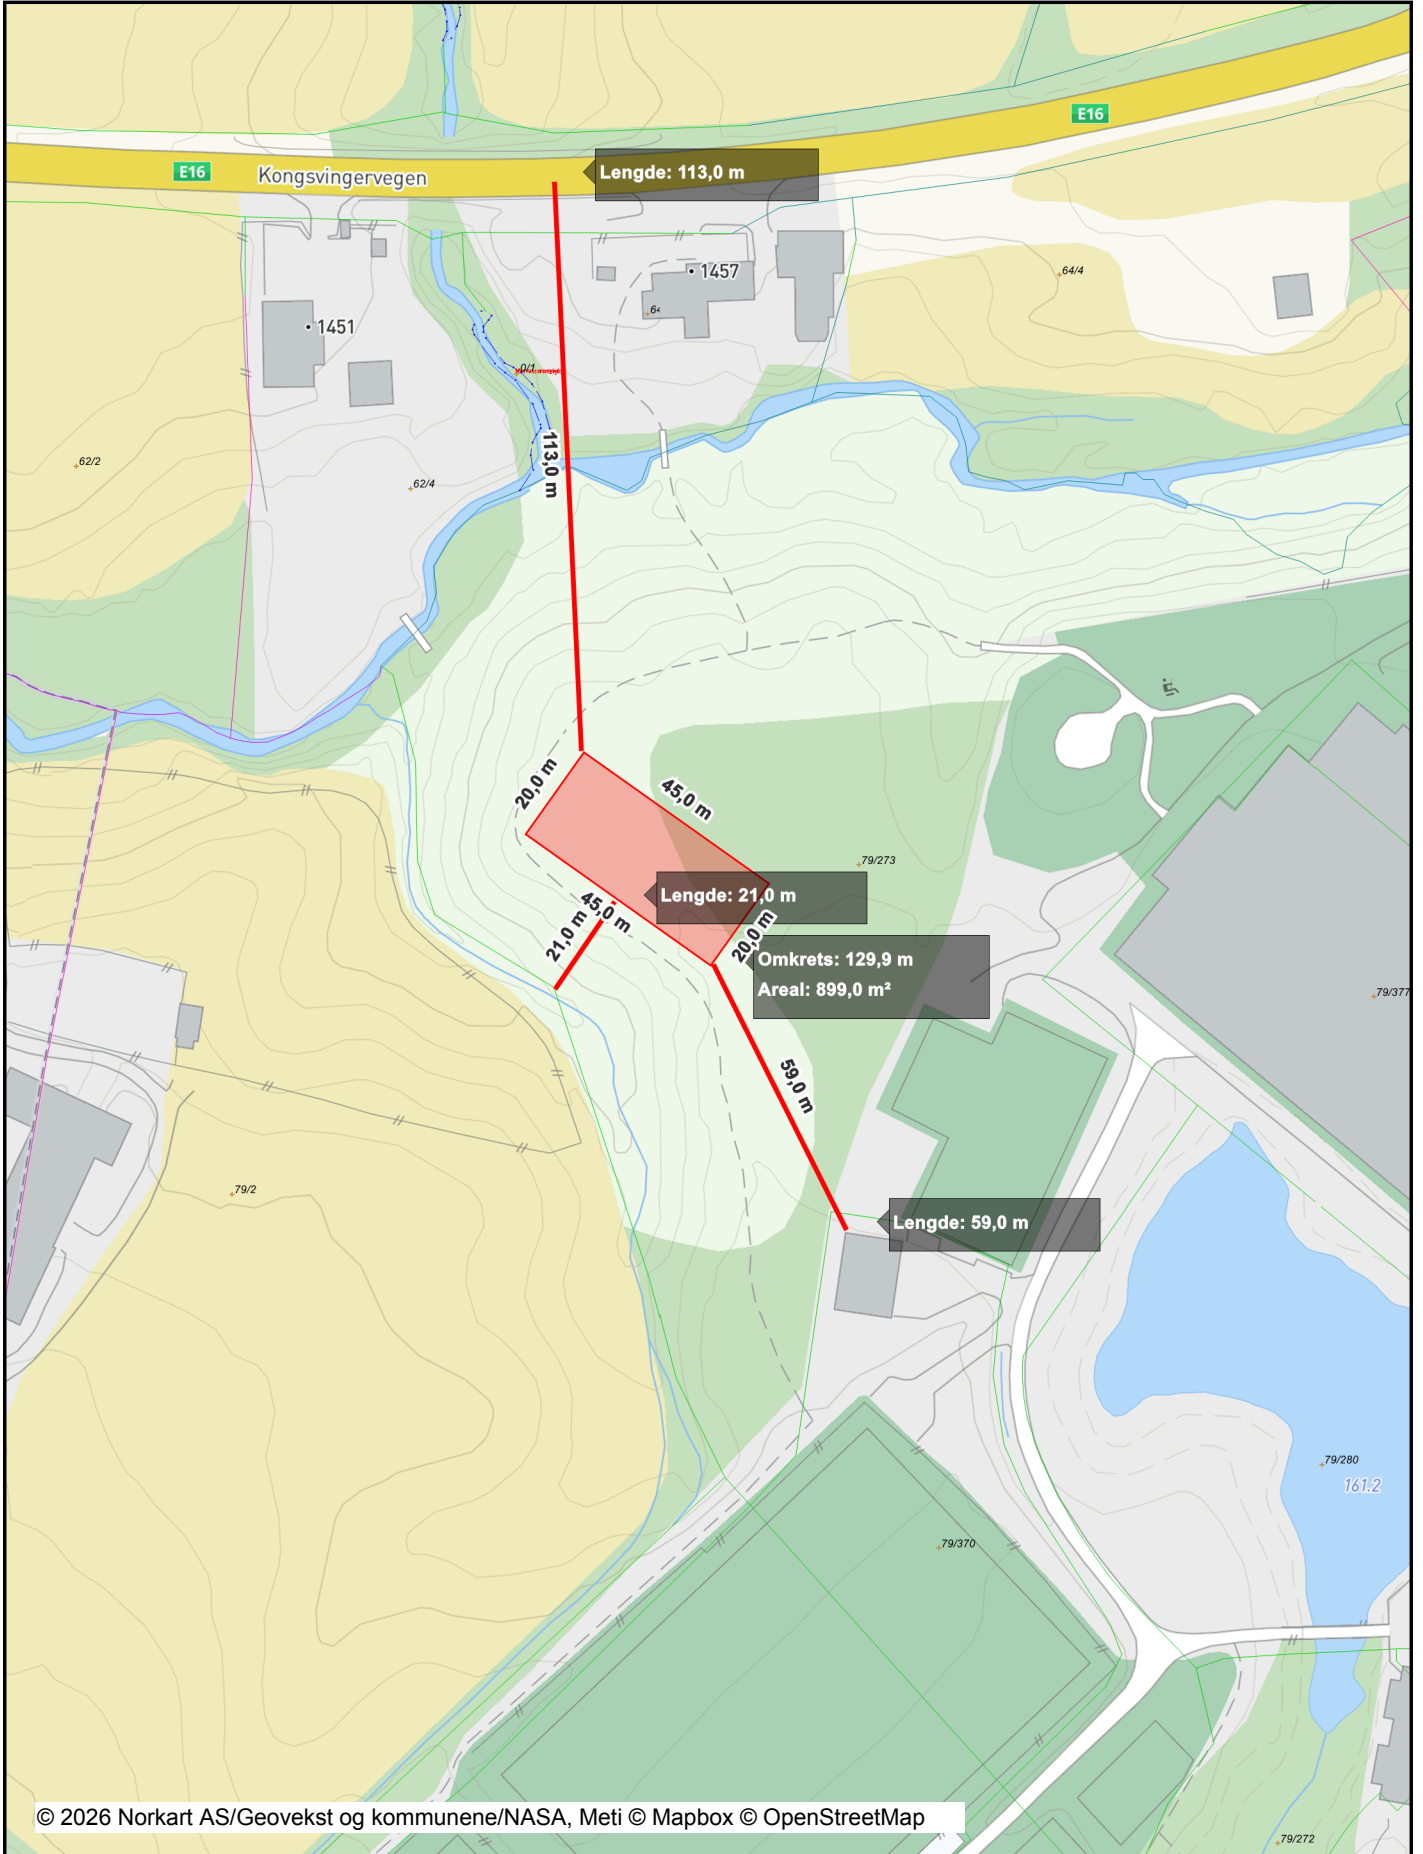 E16
Lengde: 113,0 m
E16
Kongsvingervegen
1457
64/4
64
1451
0/1
113,0 m
62/2
62/4
20,0 m
45,0 m
79/273
Lengde: 21,0 m
45,0 m
21,0 m
20,0 m
Omkrets: 129,9 m
Areal: 899,0 m²
79/377
59,0 m
79/2
Lengde: 59,0 m
79/280
161.2
79/370
© 2026 Norkart AS/Geovekst og kommunene/NASA, Meti © Mapbox © OpenStreetMap
79/272